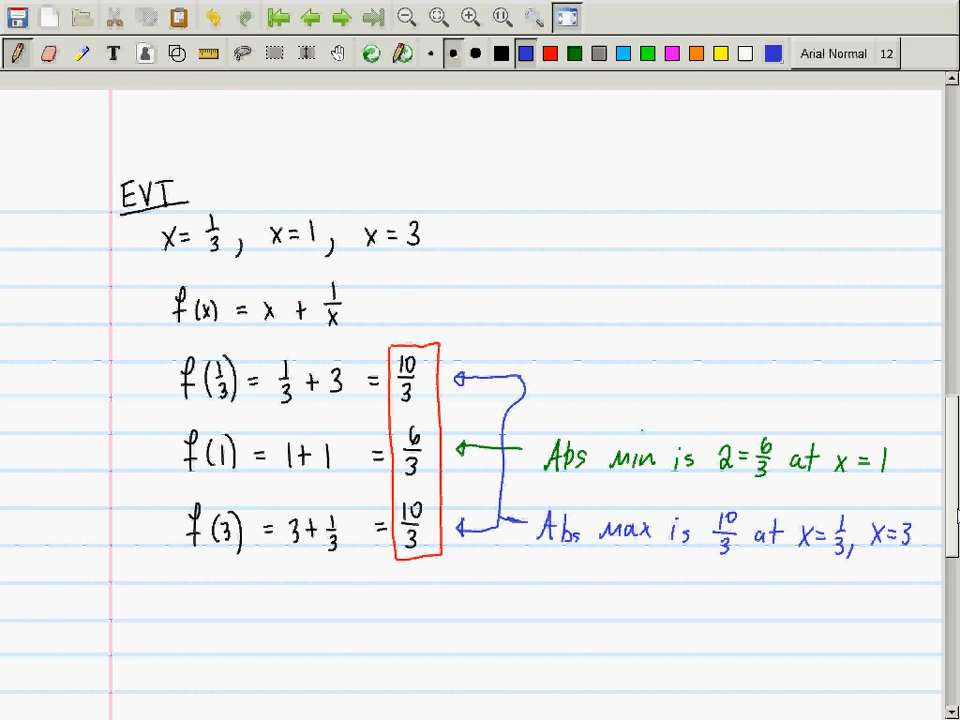 Arial Normal 12
EVT
x = 1/3, x = 1, x = 3
f(x) = x + 1/x
f(1/3) = 1/3 + 3 = 10/3
f(1) = 1 + 1 = 6/3 Abs min is 2 = 6/3 at x = 1
f(3) = 3 + 1/3 = 10/3 Abs max is 10/3 at x = 1/3, x = 3